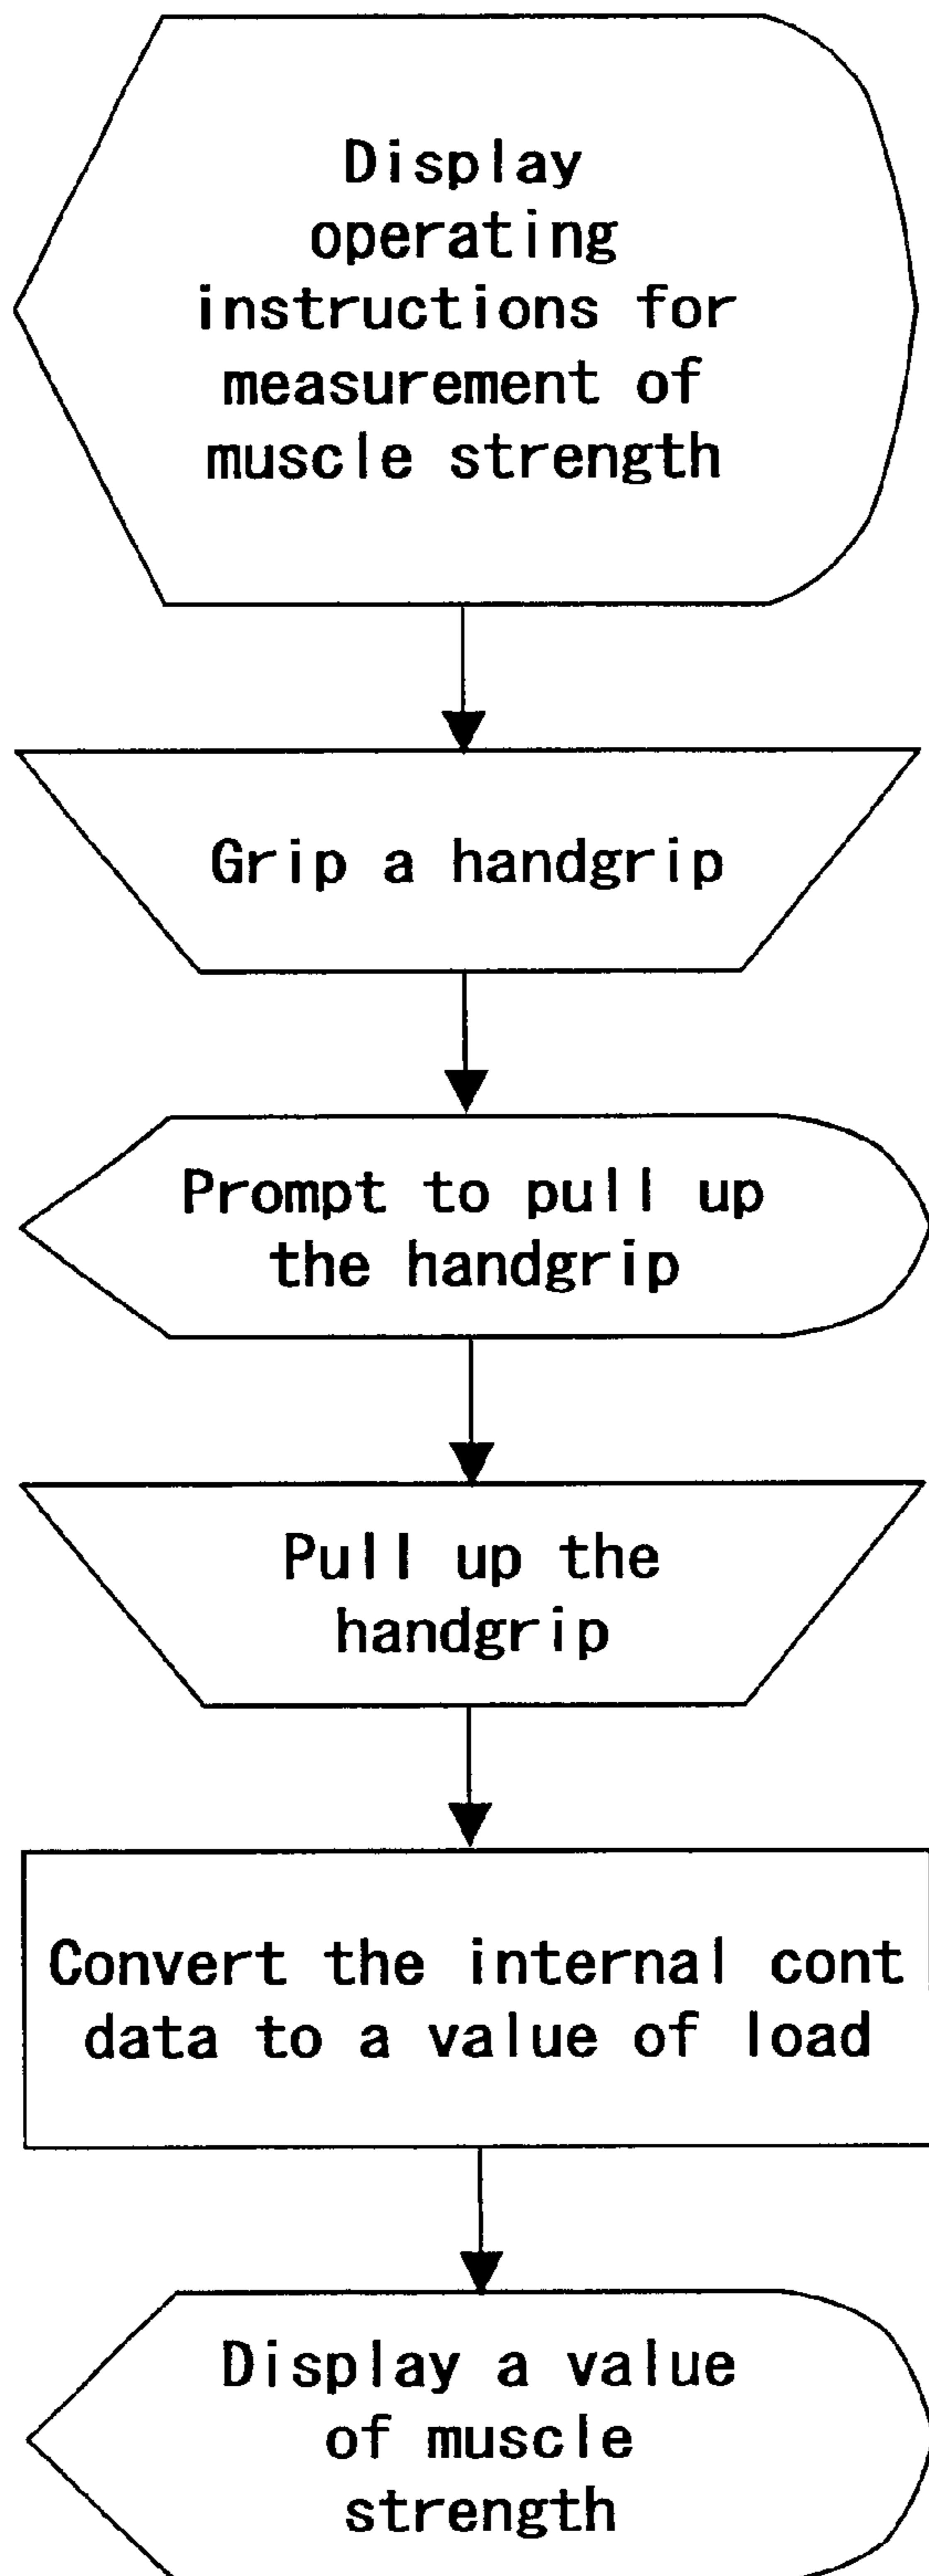 Display
operating
instructions for
measurement of
muscle strength
Grip a handgrip
Prompt to pull up
the handgrip
Pull up the
handgrip
Convert the internal cont
data to a value of load
Display a value
of muscle
strength